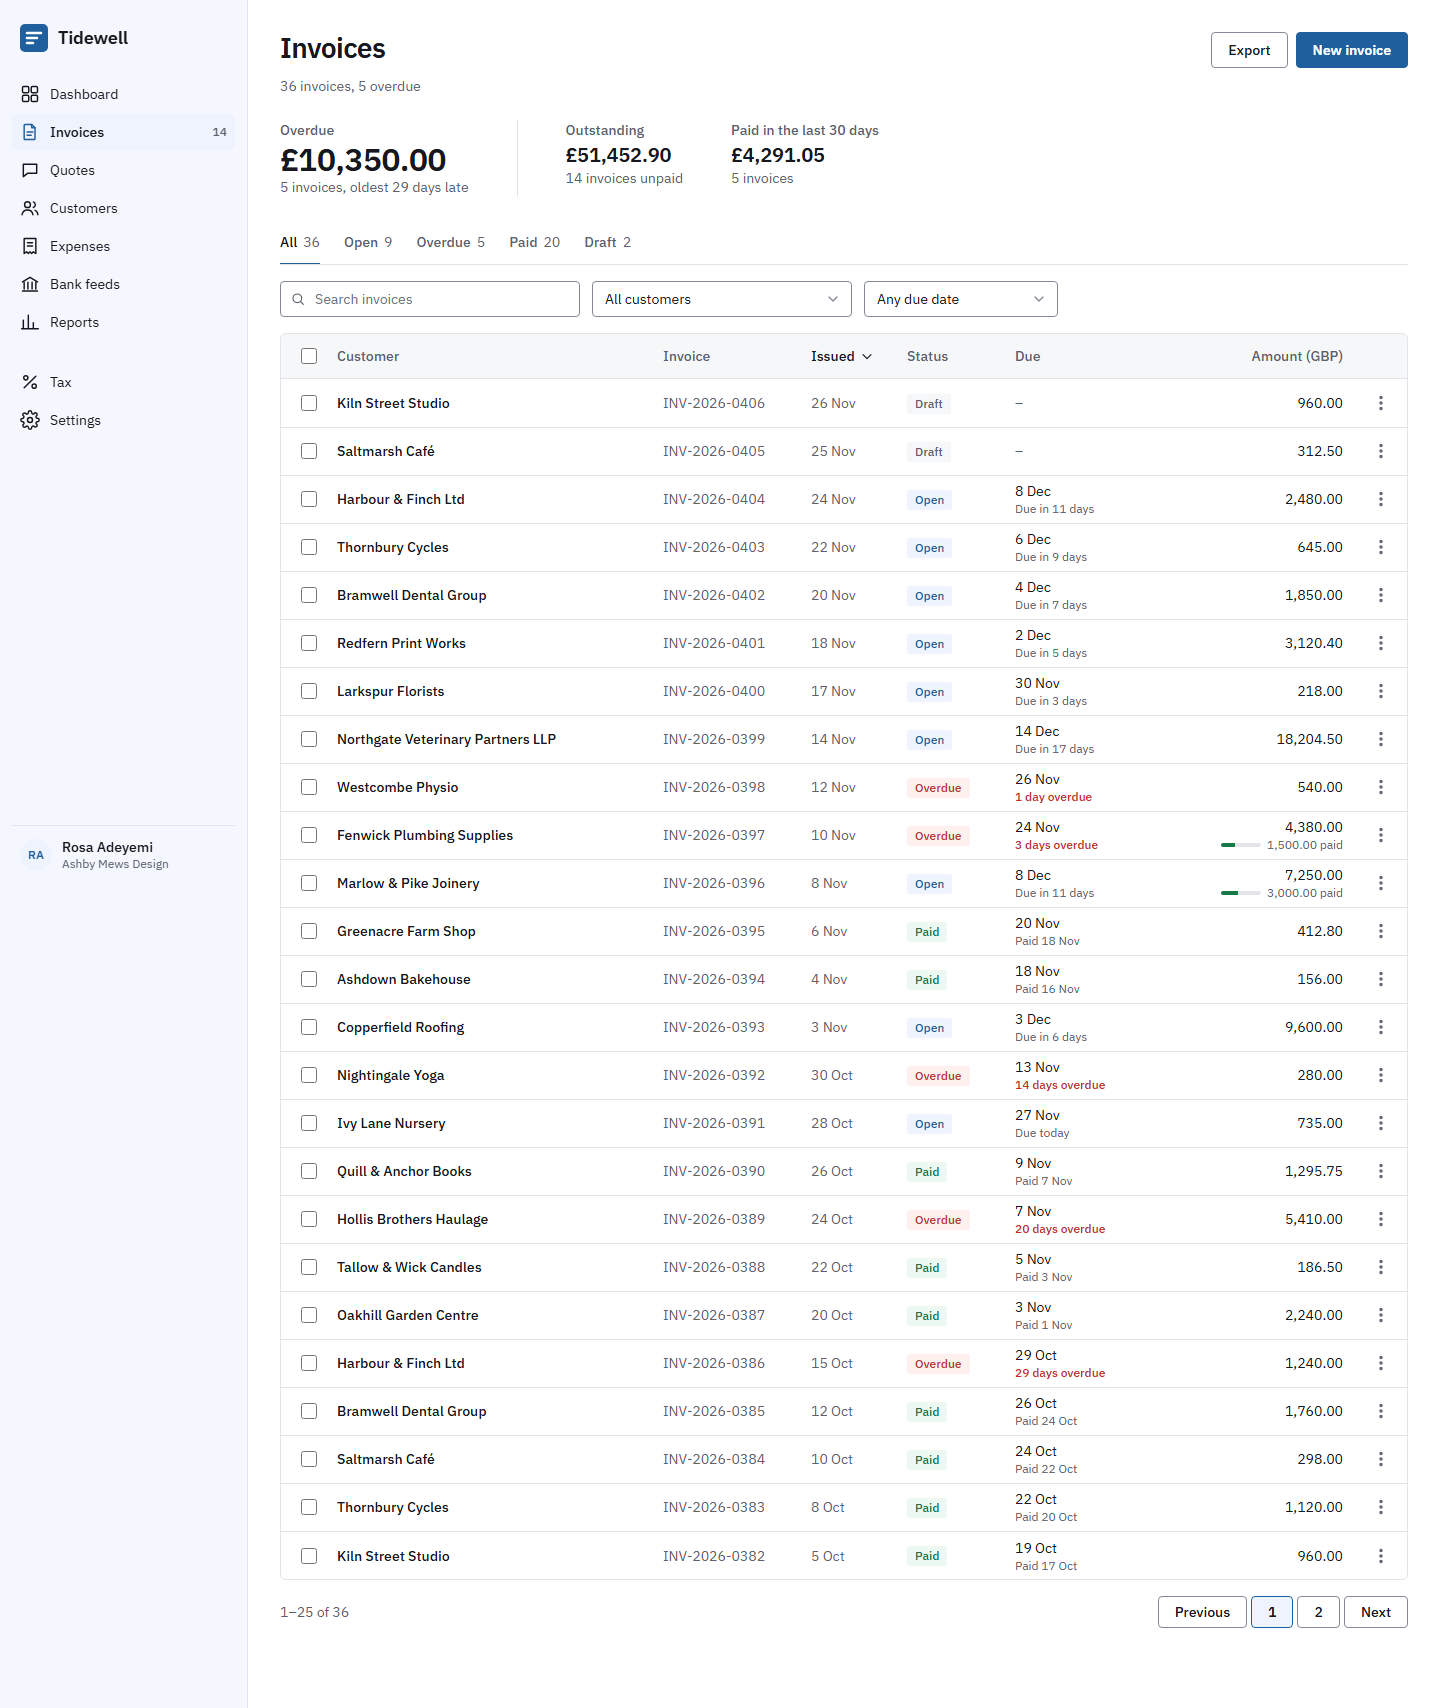 Tidewell
Dashboard
Invoices 14
Quotes
Customers
Expenses
Bank feeds
Reports
Tax
Settings
RA
Rosa Adeyemi
Ashby Mews Design
Invoices
36 invoices, 5 overdue
Export
New invoice
Overdue
£10,350.00
5 invoices, oldest 29 days late
Outstanding
£51,452.90
14 invoices unpaid
Paid in the last 30 days
£4,291.05
5 invoices
All 36 Open 9 Overdue 5 Paid 20 Draft 2
Search invoices
All customers
Any due date
Customer Invoice Issued Status Due Amount (GBP)
Kiln Street Studio INV-2026-0406 26 Nov Draft – 960.00
Saltmarsh Café INV-2026-0405 25 Nov Draft – 312.50
Harbour & Finch Ltd INV-2026-0404 24 Nov Open 8 Dec 2,480.00
Due in 11 days
Thornbury Cycles INV-2026-0403 22 Nov Open 6 Dec 645.00
Due in 9 days
Bramwell Dental Group INV-2026-0402 20 Nov Open 4 Dec 1,850.00
Due in 7 days
Redfern Print Works INV-2026-0401 18 Nov Open 2 Dec 3,120.40
Due in 5 days
Larkspur Florists INV-2026-0400 17 Nov Open 30 Nov 218.00
Due in 3 days
Northgate Veterinary Partners LLP INV-2026-0399 14 Nov Open 14 Dec 18,204.50
Due in 17 days
Westcombe Physio INV-2026-0398 12 Nov Overdue 26 Nov 540.00
1 day overdue
Fenwick Plumbing Supplies INV-2026-0397 10 Nov Overdue 24 Nov 4,380.00
3 days overdue 1,500.00 paid
Marlow & Pike Joinery INV-2026-0396 8 Nov Open 8 Dec 7,250.00
Due in 11 days 3,000.00 paid
Greenacre Farm Shop INV-2026-0395 6 Nov Paid 20 Nov 412.80
Paid 18 Nov
Ashdown Bakehouse INV-2026-0394 4 Nov Paid 18 Nov 156.00
Paid 16 Nov
Copperfield Roofing INV-2026-0393 3 Nov Open 3 Dec 9,600.00
Due in 6 days
Nightingale Yoga INV-2026-0392 30 Oct Overdue 13 Nov 280.00
14 days overdue
Ivy Lane Nursery INV-2026-0391 28 Oct Open 27 Nov 735.00
Due today
Quill & Anchor Books INV-2026-0390 26 Oct Paid 9 Nov 1,295.75
Paid 7 Nov
Hollis Brothers Haulage INV-2026-0389 24 Oct Overdue 7 Nov 5,410.00
20 days overdue
Tallow & Wick Candles INV-2026-0388 22 Oct Paid 5 Nov 186.50
Paid 3 Nov
Oakhill Garden Centre INV-2026-0387 20 Oct Paid 3 Nov 2,240.00
Paid 1 Nov
Harbour & Finch Ltd INV-2026-0386 15 Oct Overdue 29 Oct 1,240.00
29 days overdue
Bramwell Dental Group INV-2026-0385 12 Oct Paid 26 Oct 1,760.00
Paid 24 Oct
Saltmarsh Café INV-2026-0384 10 Oct Paid 24 Oct 298.00
Paid 22 Oct
Thornbury Cycles INV-2026-0383 8 Oct Paid 22 Oct 1,120.00
Paid 20 Oct
Kiln Street Studio INV-2026-0382 5 Oct Paid 19 Oct 960.00
Paid 17 Oct
1–25 of 36
Previous 1 2 Next